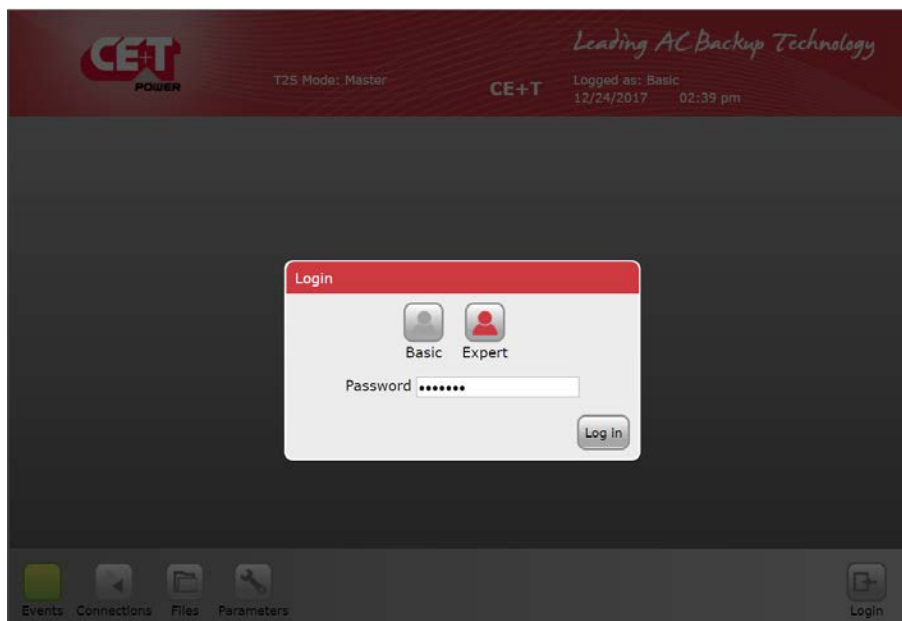 CE+T
POWER
Leading AC Backup Technology
T2S Mode: Master
CE+T
Logged as: Basic
12/24/2017 02:39 pm
Login
Basic Expert
Password •••••••
Log In
Events Connections Files Parameters
Login